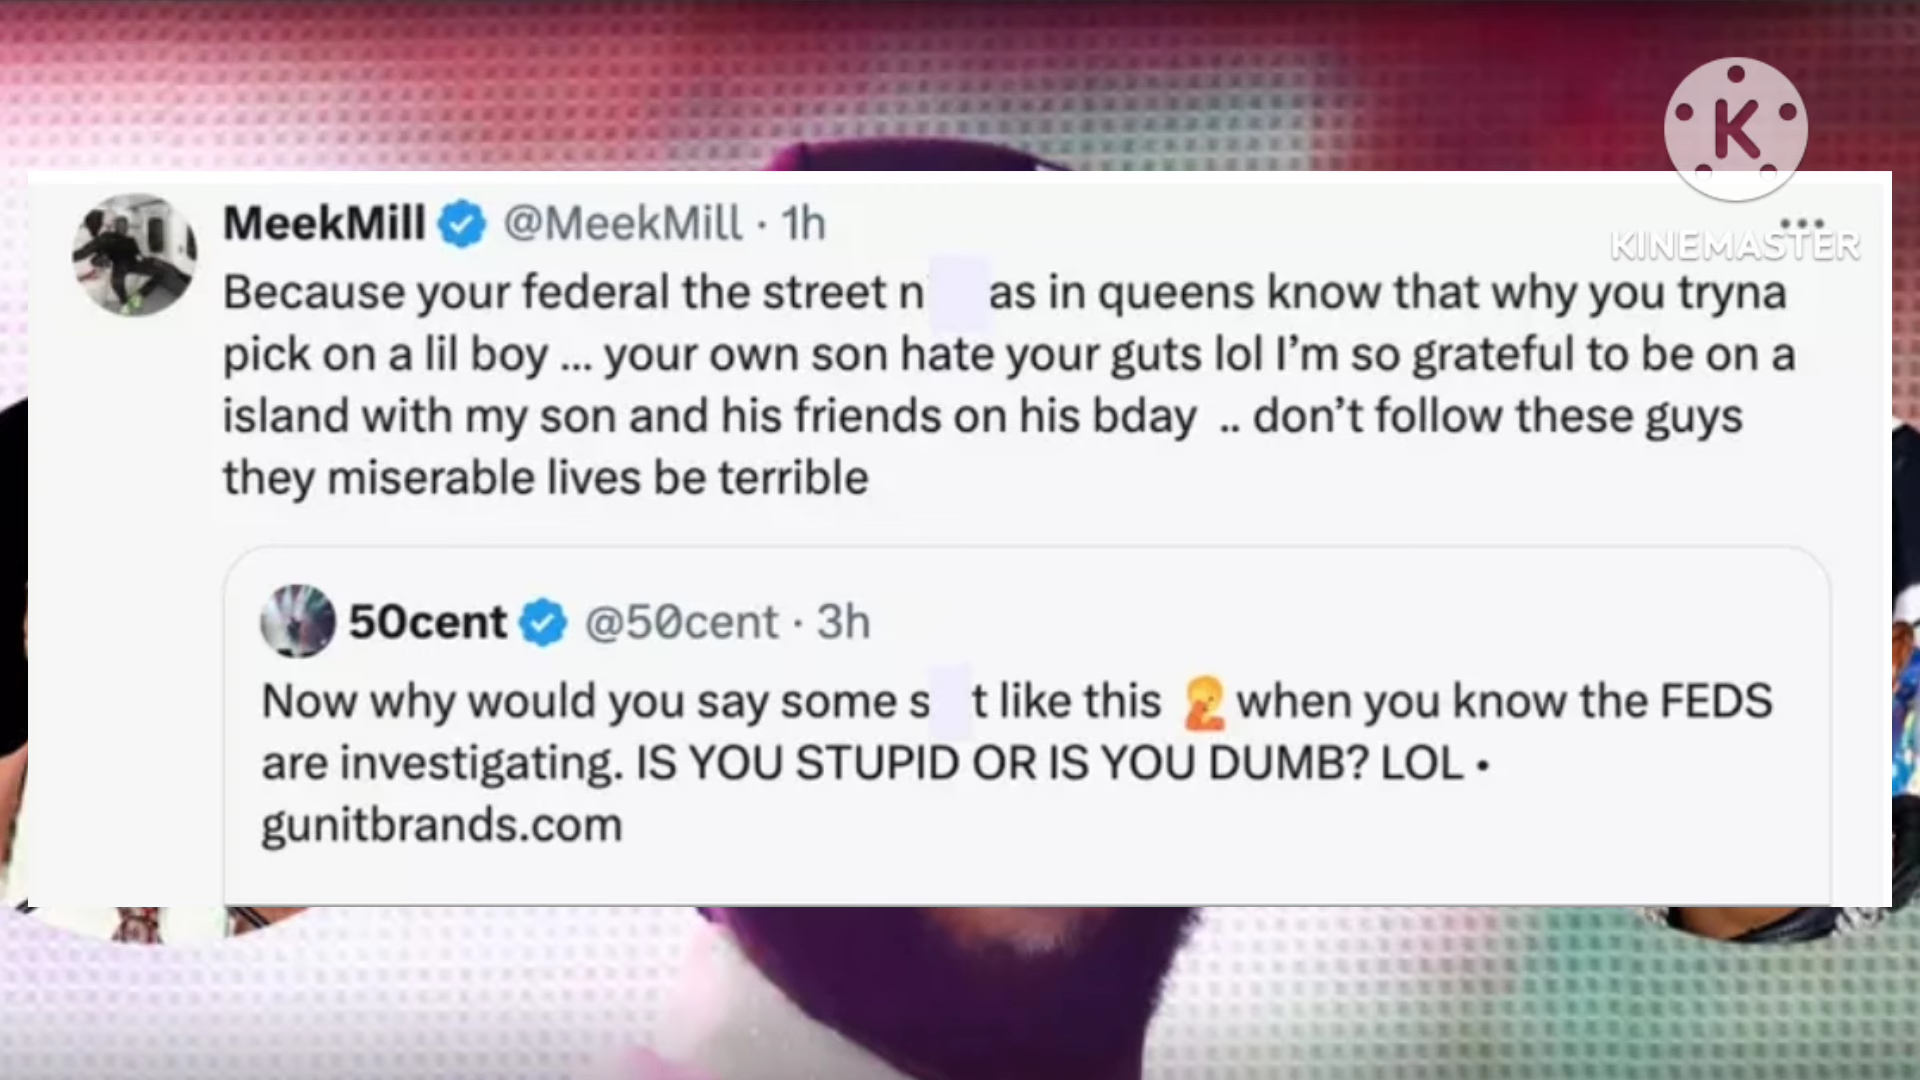 K
KINEMASTER
MeekMill @MeekMill · 1h
Because your federal the street n as in queens know that why you tryna
pick on a lil boy ... your own son hate your guts lol I’m so grateful to be on a
island with my son and his friends on his bday .. don’t follow these guys
they miserable lives be terrible
50cent @50cent · 3h
Now why would you say some s t like this 🤦 when you know the FEDS
are investigating. IS YOU STUPID OR IS YOU DUMB? LOL •
gunitbrands.com